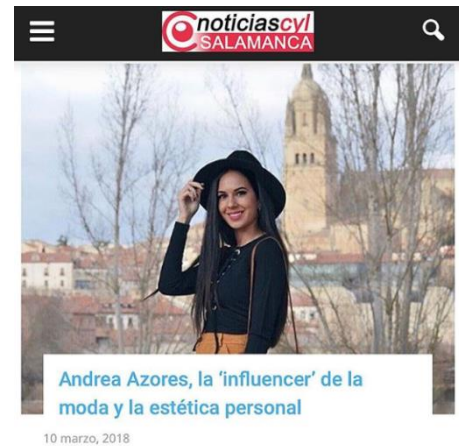 noticiascyl
SALAMANCA
Andrea Azores, la ‘influencer’ de la
moda y la estética personal
10 marzo, 2018